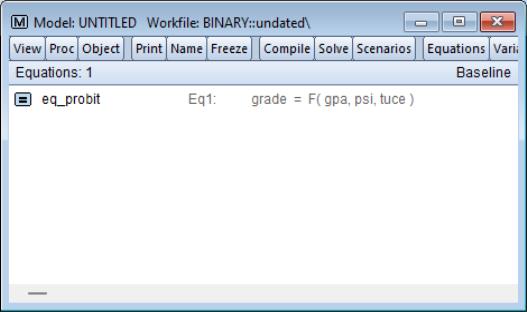 M Model: UNTITLED Workfile: BINARY::undated\
View Proc Object Print Name Freeze Compile Solve Scenarios Equations Varia
Equations: 1 Baseline
eq_probit Eq1: grade = F( gpa, psi, tuce )